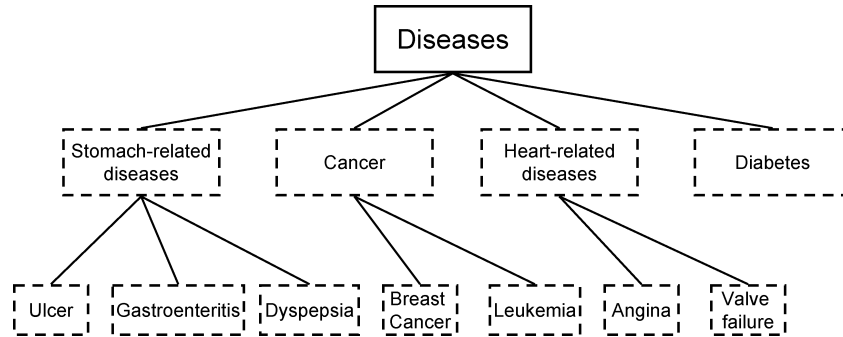 Diseases
Stomach-related
diseases
Cancer
Heart-related
diseases
Diabetes
Ulcer
Gastroenteritis
Dyspepsia
Breast
Cancer
Leukemia
Angina
Valve
failure